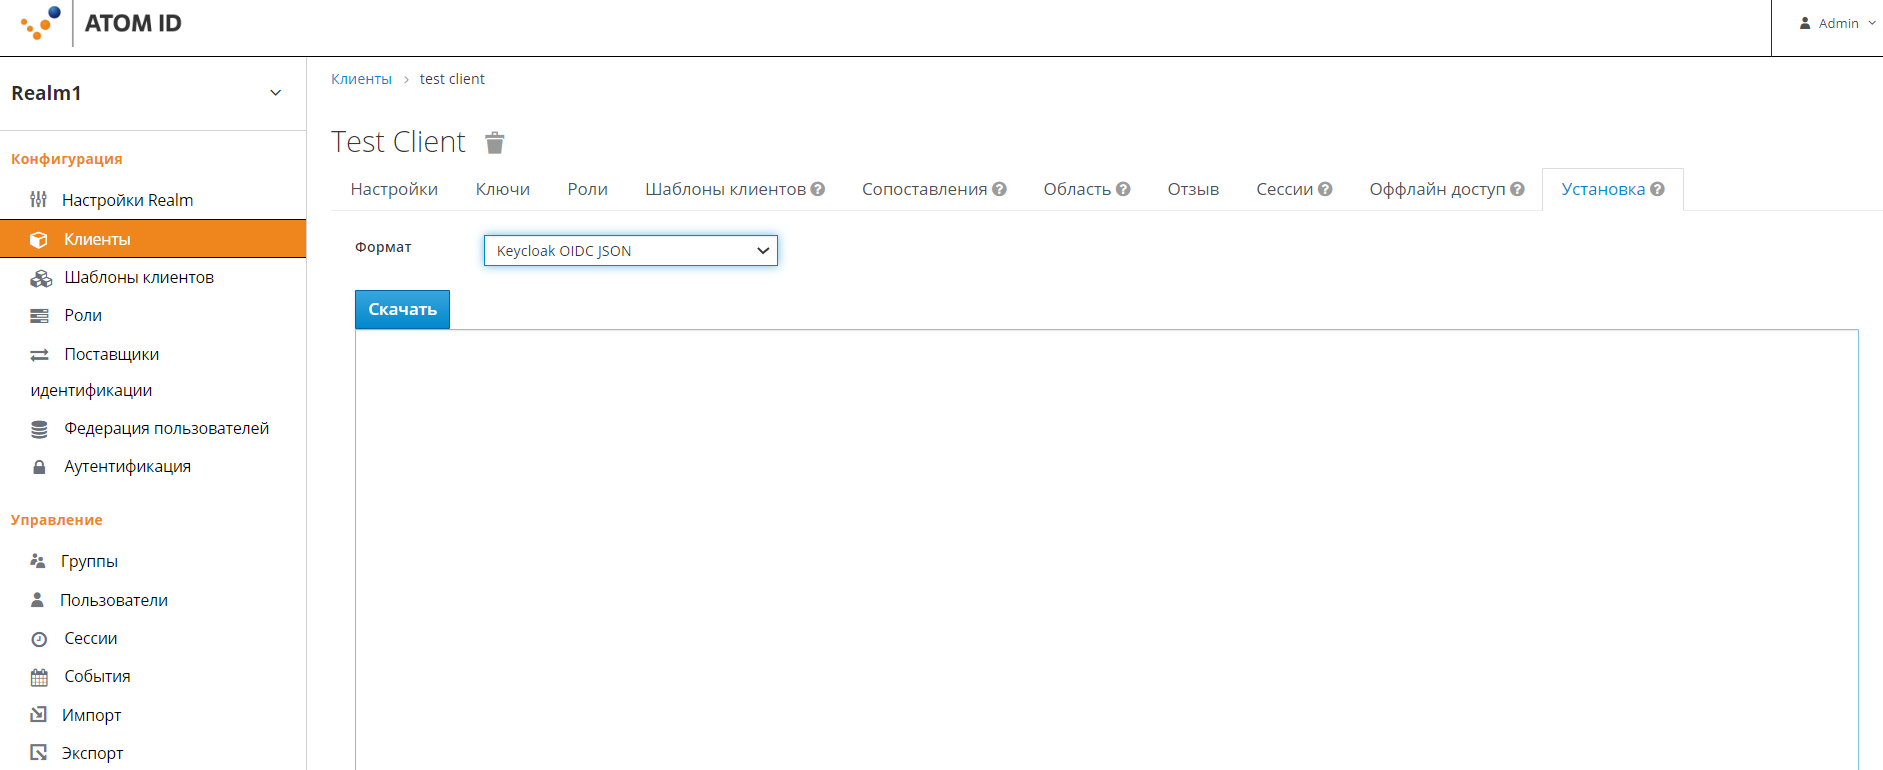 ATOM ID
Admin
Realm1
Клиенты > test client
Test Client
Конфигурация
Настройки Realm
Клиенты
Шаблоны клиентов
Роли
Поставщики
идентификации
Федерация пользователей
Аутентификация
Управление
Группы
Пользователи
Сессии
События
Импорт
Экспорт
Настройки Ключи Роли Шаблоны клиентов Сопоставления Область Отзыв Сессии Оффлайн доступ Установка
Формат Keycloak OIDC JSON
Скачать